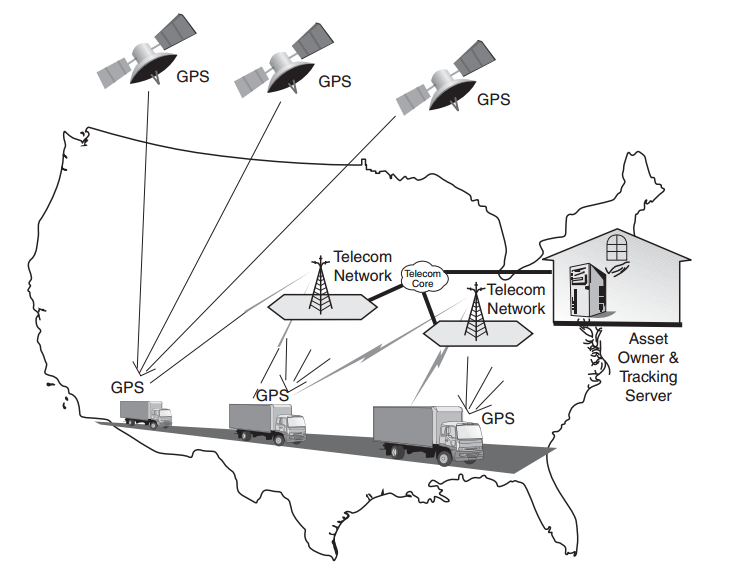 GPS
GPS
GPS
Telecom
Network
Telecom
Core
Telecom
Network
Asset
Owner &
Tracking
Server
GPS
GPS
GPS